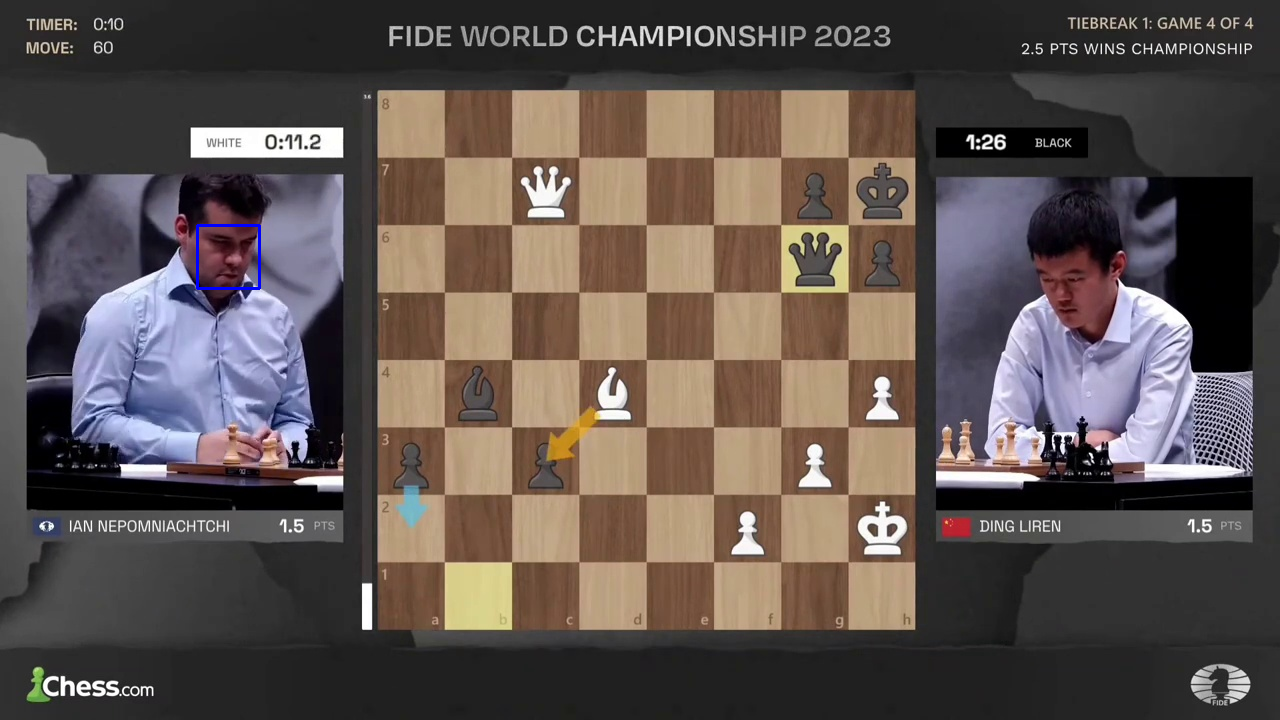 TIMER: 0:10
MOVE: 60
FIDE WORLD CHAMPIONSHIP 2023
TIEBREAK 1: GAME 4 OF 4
2.5 PTS WINS CHAMPIONSHIP
WHITE 0:11.2
1:26 BLACK
8
7
6
5
4
3
2
1
a b c d e f g h
IAN NEPOMNIACHTCHI 1.5 PTS
DING LIREN 1.5 PTS
Chess.com
FIDE